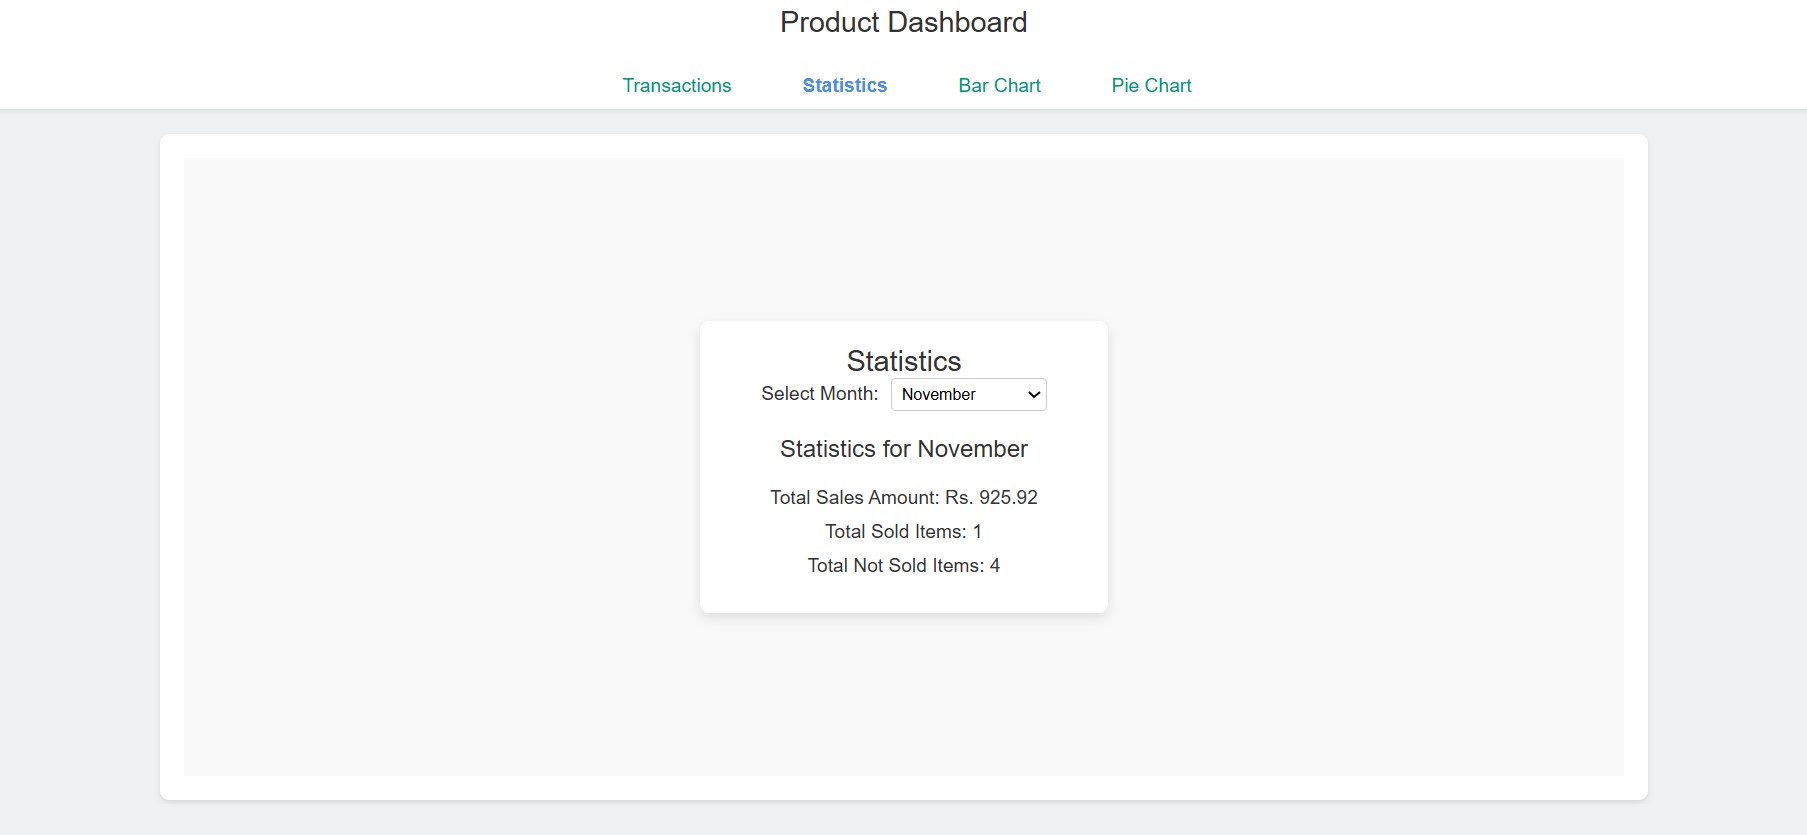 Product Dashboard
Transactions Statistics Bar Chart Pie Chart
Statistics
Select Month: November
Statistics for November
Total Sales Amount: Rs. 925.92
Total Sold Items: 1
Total Not Sold Items: 4